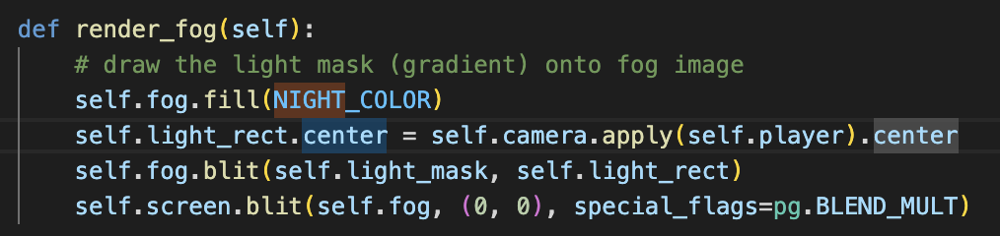 def render_fog(self):
    # draw the light mask (gradient) onto fog image
    self.fog.fill(NIGHT_COLOR)
    self.light_rect.center = self.camera.apply(self.player).center
    self.fog.blit(self.light_mask, self.light_rect)
    self.screen.blit(self.fog, (0, 0), special_flags=pg.BLEND_MULT)